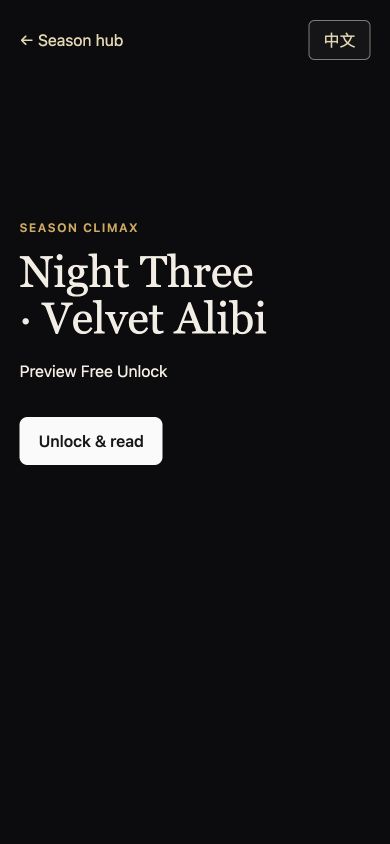 ← Season hub
中文
SEASON CLIMAX
Night Three
· Velvet Alibi
Preview Free Unlock
Unlock & read